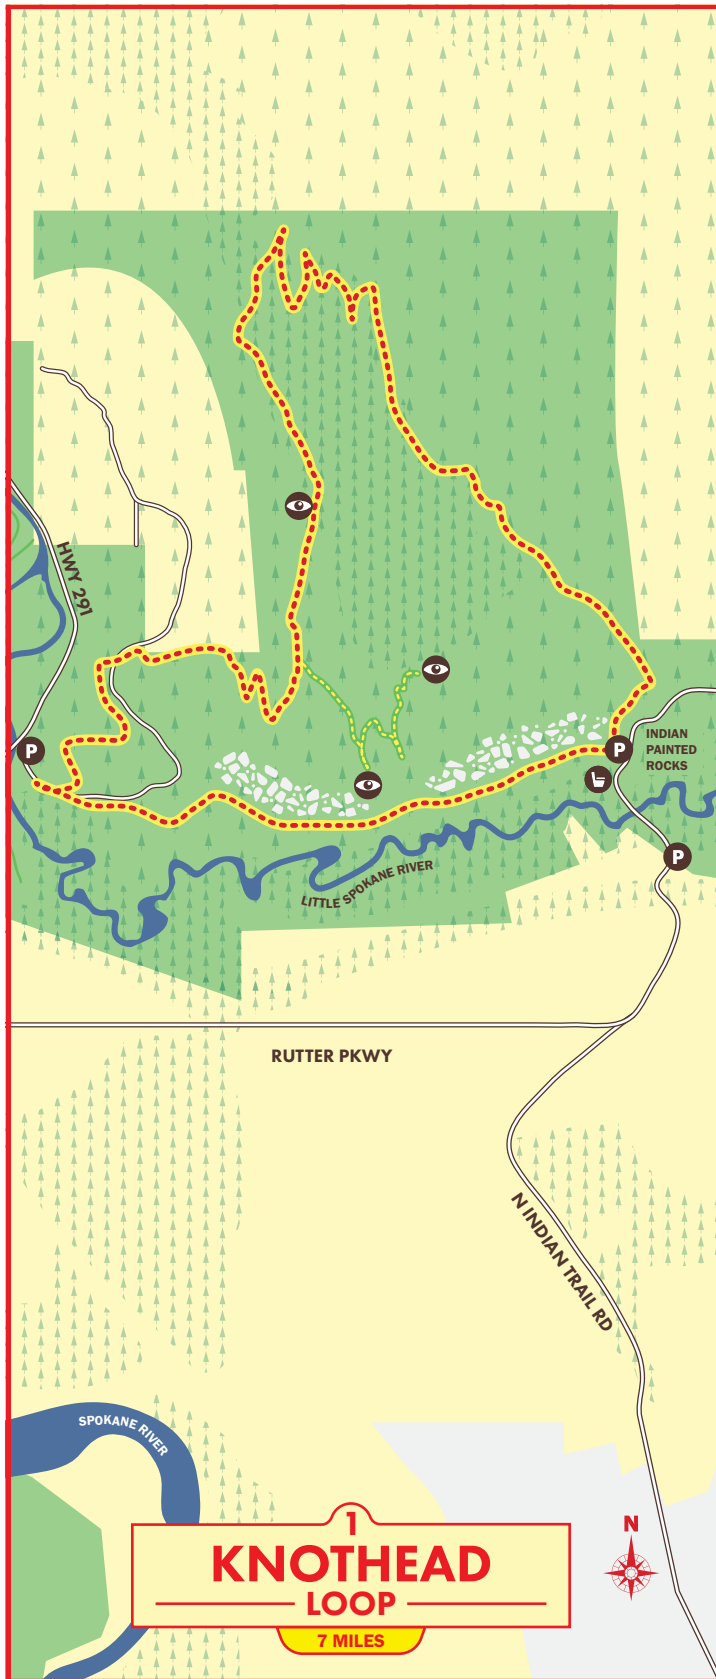 HWY 291
P
P
INDIAN
PAINTED
ROCKS
P
LITTLE SPOKANE RIVER
RUTTER PKWY
N INDIAN TRAIL RD
SPOKANE RIVER
1
KNOTHEAD
LOOP
7 MILES
N